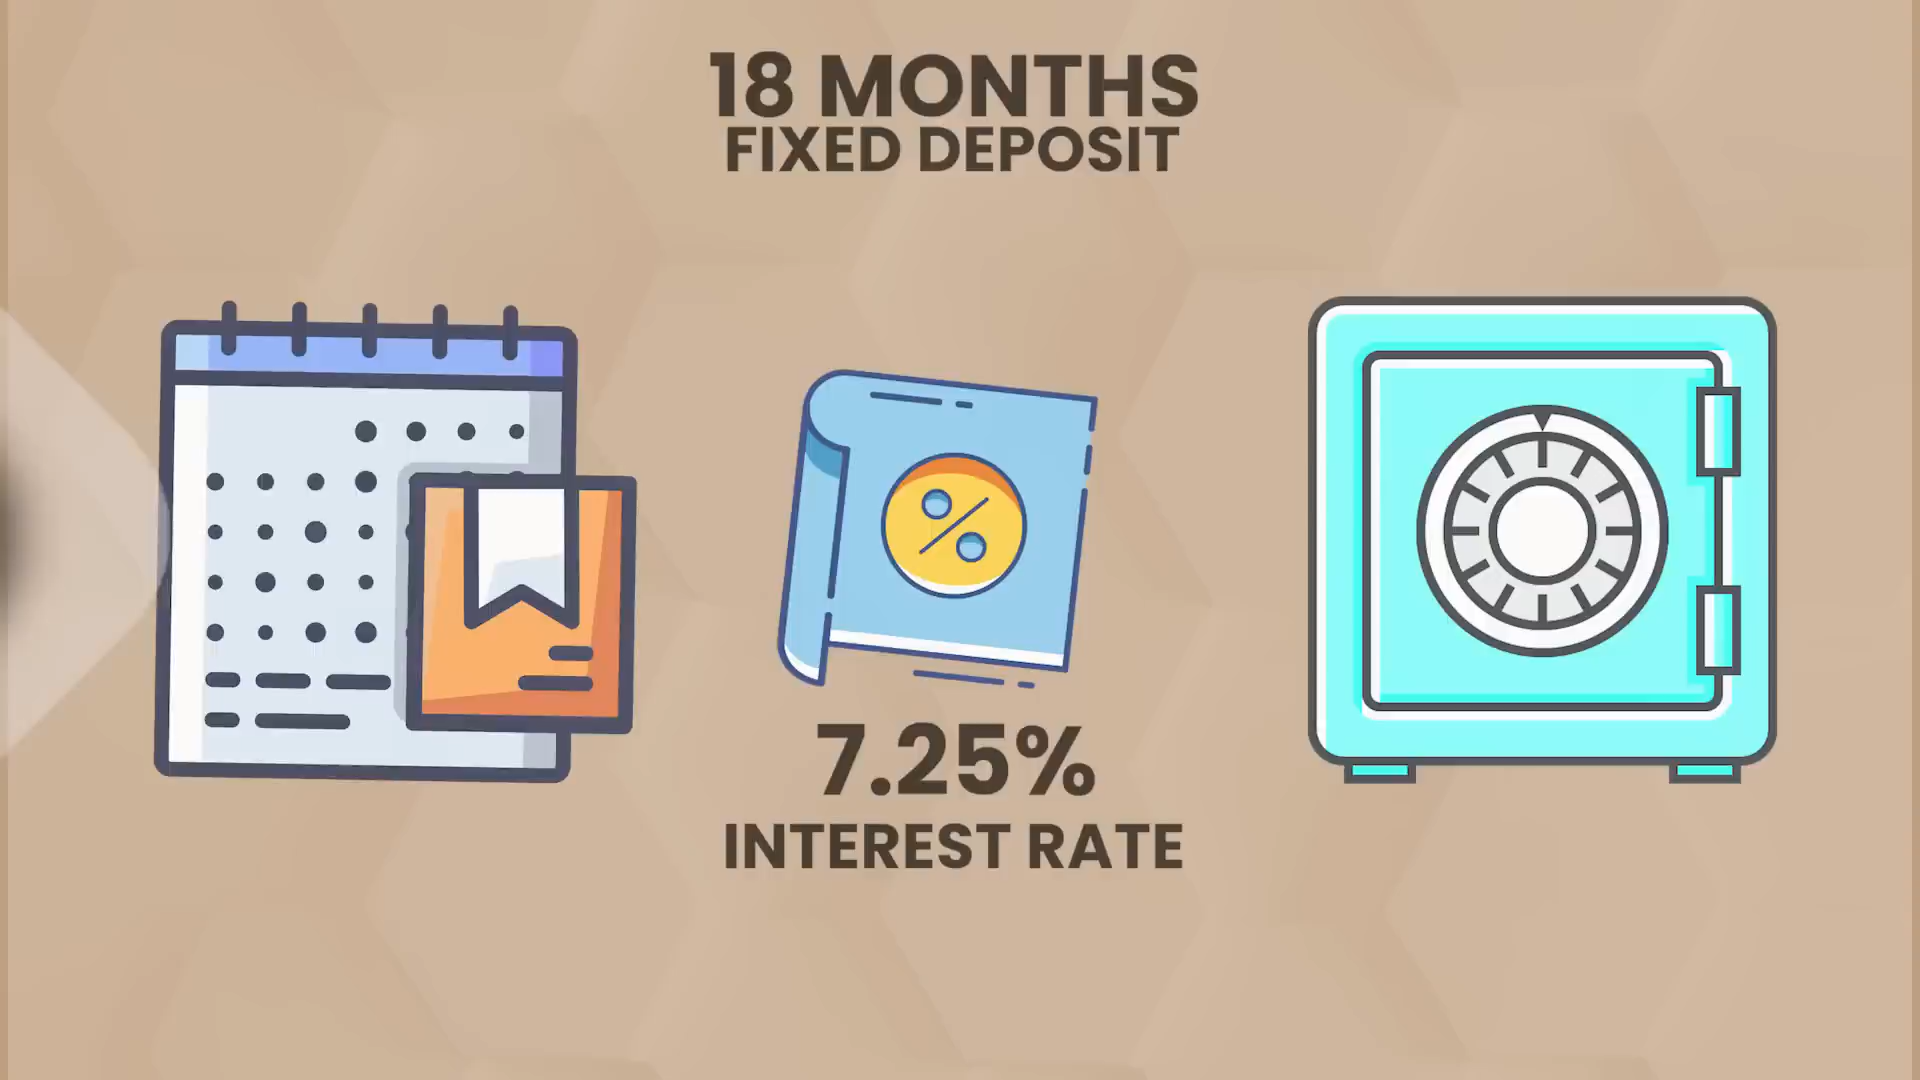 18 MONTHS
FIXED DEPOSIT
%
7.25%
INTEREST RATE